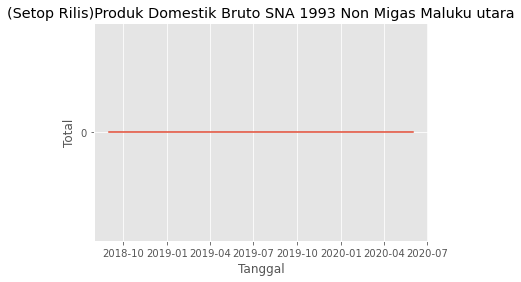 (Setop Rilis)Produk Domestik Bruto SNA 1993 Non Migas Maluku utara
Total
0
2018-10 2019-01 2019-04 2019-07 2019-10 2020-01 2020-04 2020-07
Tanggal